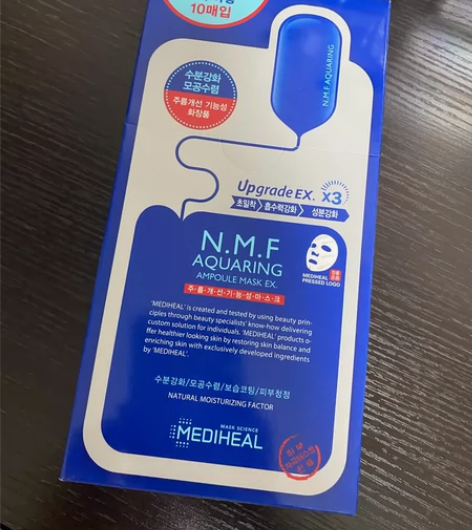 10매입
N.M.F AQUARING
수분강화
모공수렴
주름개선 기능성
화장품
Upgrade EX. x3
초밀착 흡수력강화 성분강화
N.M.F
AQUARING
AMPOULE MASK EX.
주·름·개·선·기·능·성·마·스·크
MEDIHEAL
PRESSED LOGO
'MEDIHEAL' is created and tested by using beauty prin-
ciples through beauty specialists' know-how delivering
custom solution for individuals. 'MEDIHEAL' products o-
ffer healthier looking skin by restoring skin balance and
enriching skin with exclusively developed ingredients
by 'MEDIHEAL'.
수분강화/모공수렴/보습코팅/피부청정
NATURAL MOISTURIZING FACTOR
MASK SCIENCE
MEDIHEAL
피부
완료